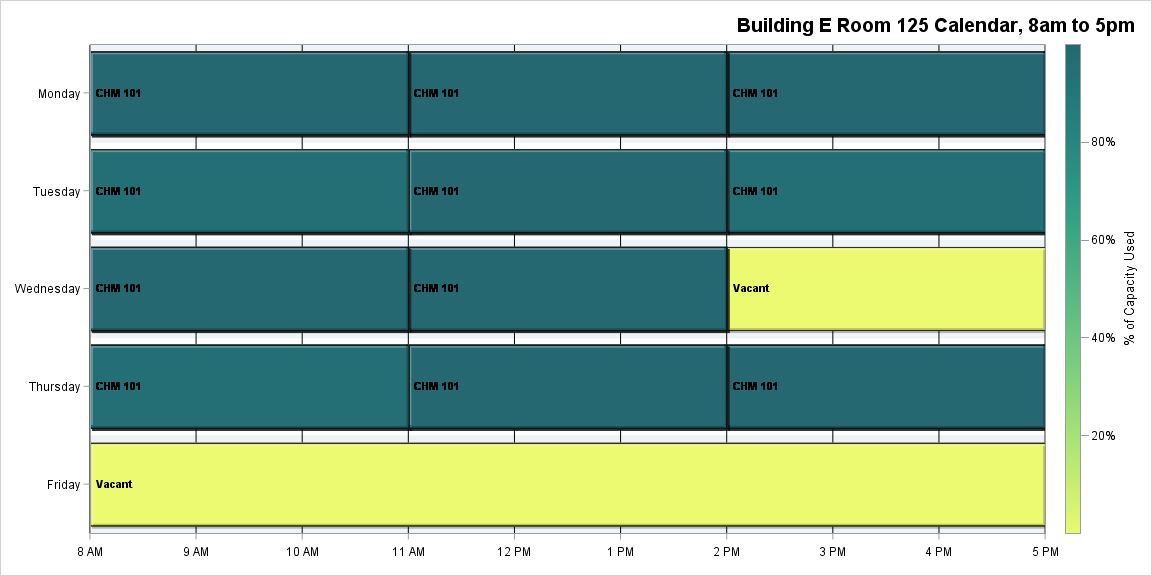 Building E Room 125 Calendar, 8am to 5pm
Monday
CHM 101
CHM 101
CHM 101
Tuesday
CHM 101
CHM 101
CHM 101
Wednesday
CHM 101
CHM 101
Vacant
Thursday
CHM 101
CHM 101
CHM 101
Friday
Vacant
8 AM
9 AM
10 AM
11 AM
12 PM
1 PM
2 PM
3 PM
4 PM
5 PM
80%
60%
40%
20%
% of Capacity Used